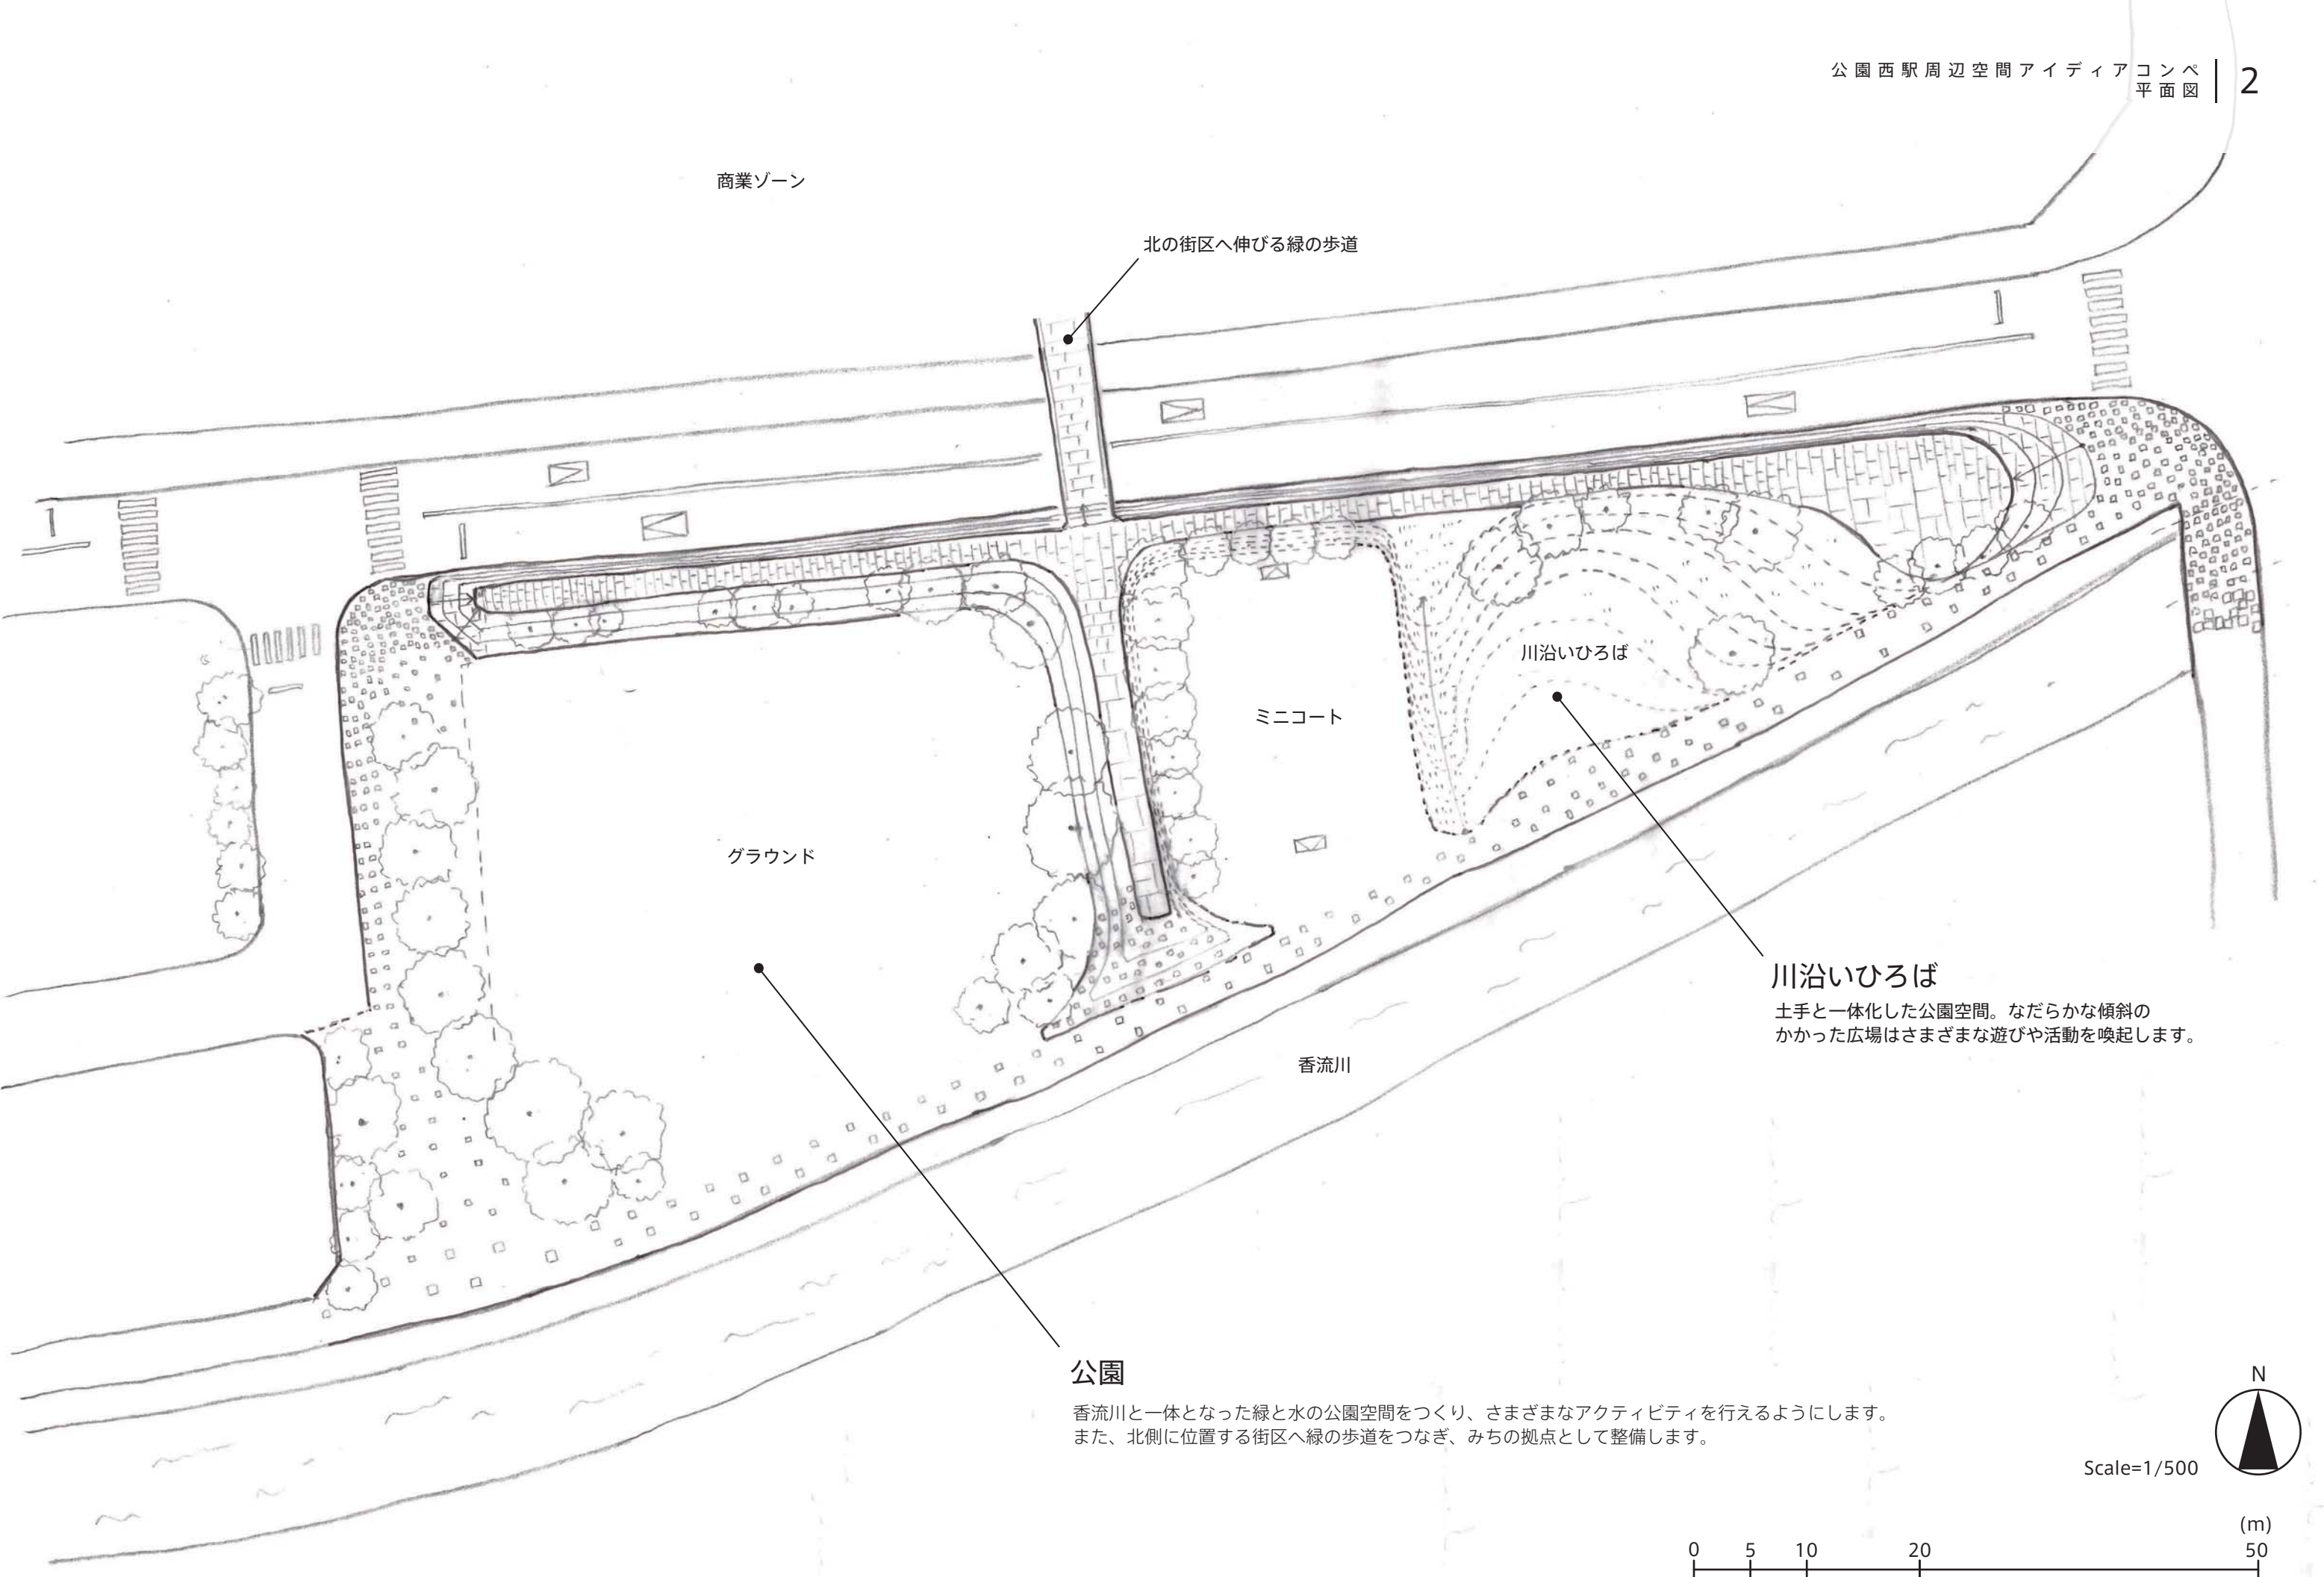 公園西駅周辺空間アイディアコンペ
平面図
2
商業ゾーン
北の街区へ伸びる緑の歩道
川沿いひろば
ミニコート
グラウンド
川沿いひろば
土手と一体化した公園空間。なだらかな傾斜の
かかった広場はさまざまな遊びや活動を喚起します。
香流川
公園
香流川と一体となった緑と水の公園空間をつくり、さまざまなアクティビティを行えるようにします。
また、北側に位置する街区へ緑の歩道をつなぎ、みちの拠点として整備します。
N
Scale=1/500
(m)
0 5 10 20 50